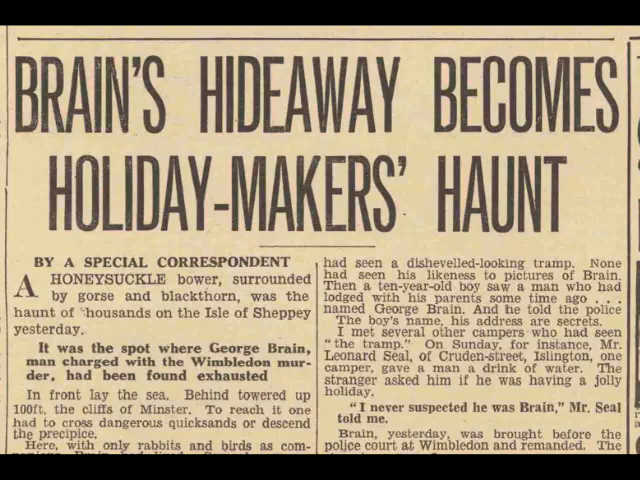 BRAIN'S HIDEAWAY BECOMES
HOLIDAY-MAKERS' HAUNT
BY A SPECIAL CORRESPONDENT
A HONEYSUCKLE bower, surrounded
by gorse and blackthorn, was the
haunt of thousands on the Isle of Sheppey
yesterday.
It was the spot where George Brain,
man charged with the Wimbledon mur-
der, had been found exhausted
In front lay the sea. Behind towered up
100ft. the cliffs of Minster. To reach it one
had to cross dangerous quicksands or descend
the precipice.
Here, with only rabbits and birds as com-
had seen a dishevelled-looking tramp. None
had seen his likeness to pictures of Brain.
Then a ten-year-old boy saw a man who had
lodged with his parents some time ago . . .
named George Brain. And he told the police
The boy's name, his address are secrets.
I met several other campers who had seen
"the tramp." On Sunday, for instance, Mr.
Leonard Seal, of Cruden-street, Islington, one
camper, gave a man a drink of water. The
stranger asked him if he was having a jolly
holiday.
"I never suspected he was Brain," Mr. Seal
told me.
Brain, yesterday, was brought before the
police court at Wimbledon and remanded. The